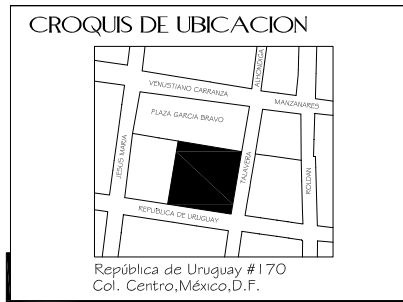 CROQUIS DE UBICACION
ALHONDIGA
VENUSTIANO CARRANZA
MANZANARES
PLAZA GARCIA BRAVO
JESUS MARIA
TALAVERA
ROLDAN
REPUBLICA DE URUGUAY
República de Uruguay #170
Col. Centro,México,D.F.